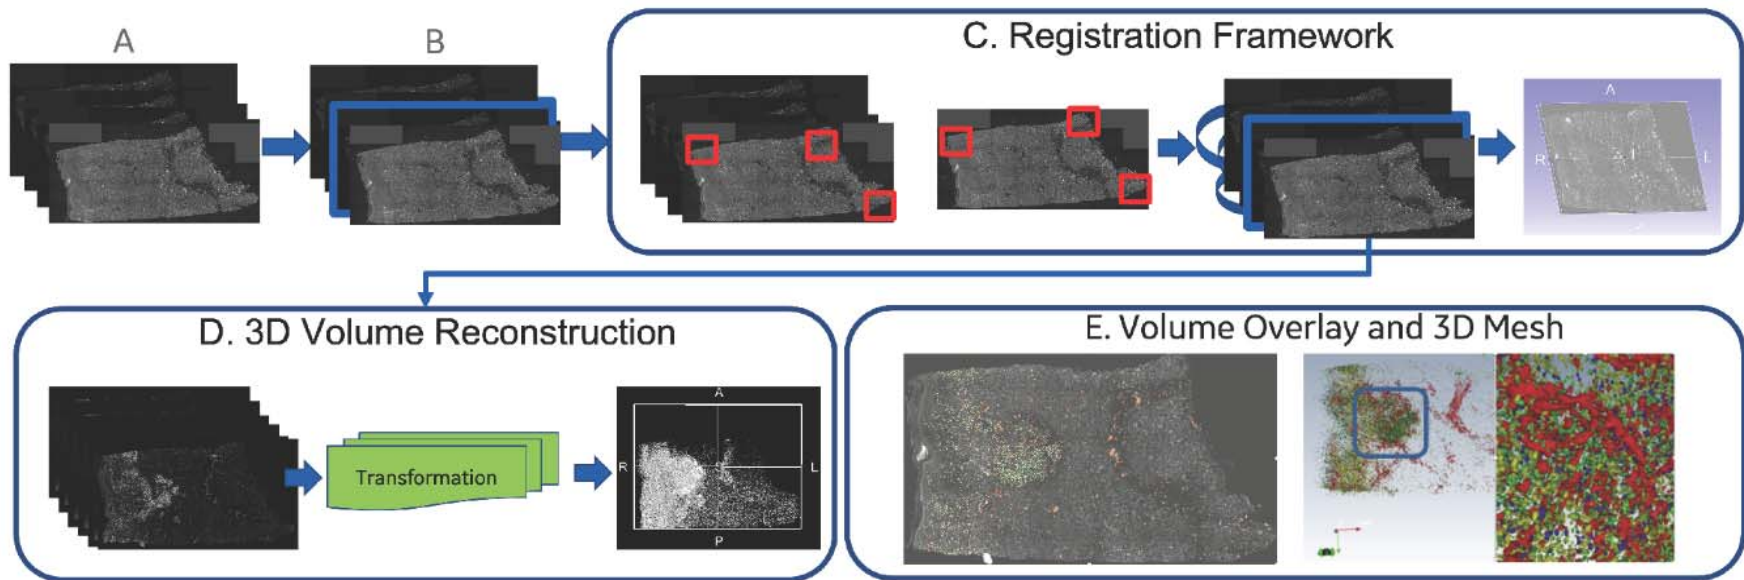 A
B
C. Registration Framework
A
R
L
D. 3D Volume Reconstruction
Transformation
A
R
L
P
E. Volume Overlay and 3D Mesh